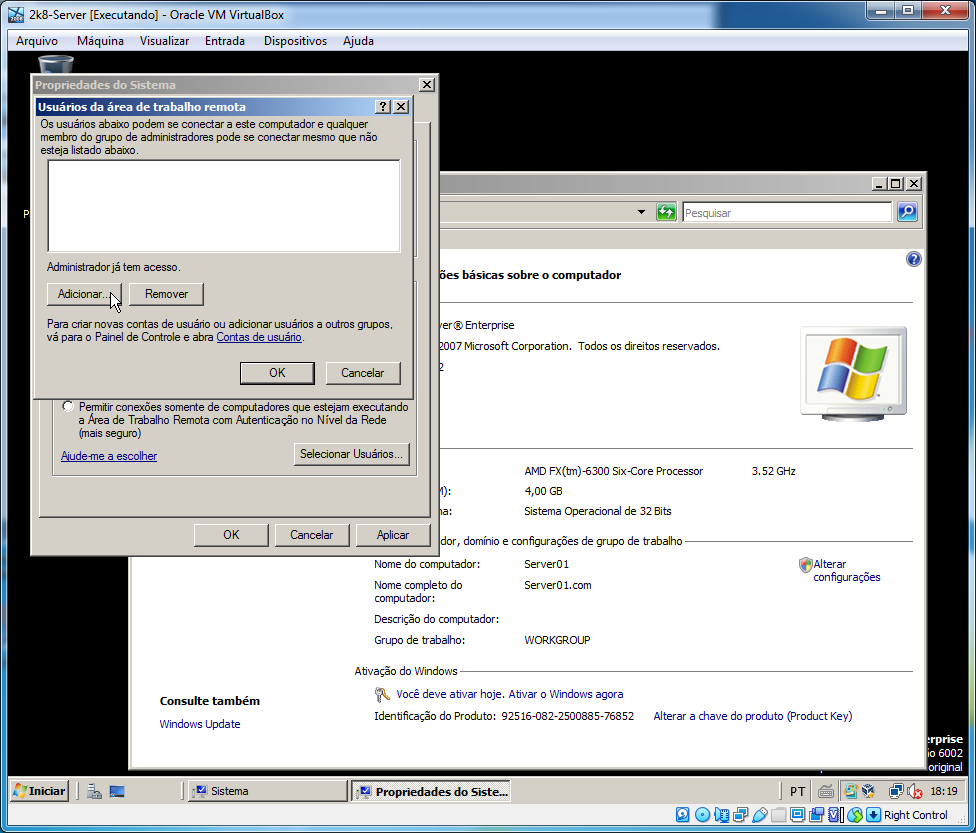 2k8-Server [Executando] - Oracle VM VirtualBox
Arquivo Máquina Visualizar Entrada Dispositivos Ajuda
Propriedades do Sistema
Usuários da área de trabalho remota
Os usuários abaixo podem se conectar a este computador e qualquer
membro do grupo de administradores pode se conectar mesmo que não
esteja listado abaixo.
Administrador já tem acesso.
Adicionar... Remover
Para criar novas contas de usuário ou adicionar usuários a outros grupos,
vá para o Painel de Controle e abra Contas de usuário.
OK Cancelar
Permitir conexões somente de computadores que estejam executando
a Área de Trabalho Remota com Autenticação no Nível da Rede
(mais seguro)
Ajude-me a escolher
Selecionar Usuários...
OK Cancelar Aplicar
P
Pesquisar
ões básicas sobre o computador
ver® Enterprise
2007 Microsoft Corporation. Todos os direitos reservados.
2
AMD FX(tm)-6300 Six-Core Processor 3.52 GHz
M): 4,00 GB
na: Sistema Operacional de 32 Bits
dor, domínio e configurações de grupo de trabalho
Nome do computador: Server01
Alterar
configurações
Nome completo do
computador:
Server01.com
Descrição do computador:
Grupo de trabalho: WORKGROUP
Ativação do Windows
Você deve ativar hoje. Ativar o Windows agora
Identificação do Produto: 92516-082-2500885-76852 Alterar a chave do produto (Product Key)
Consulte também
Windows Update
erprise
ão 6002
original
Iniciar Sistema Propriedades do Siste... PT 18:19
Right Control